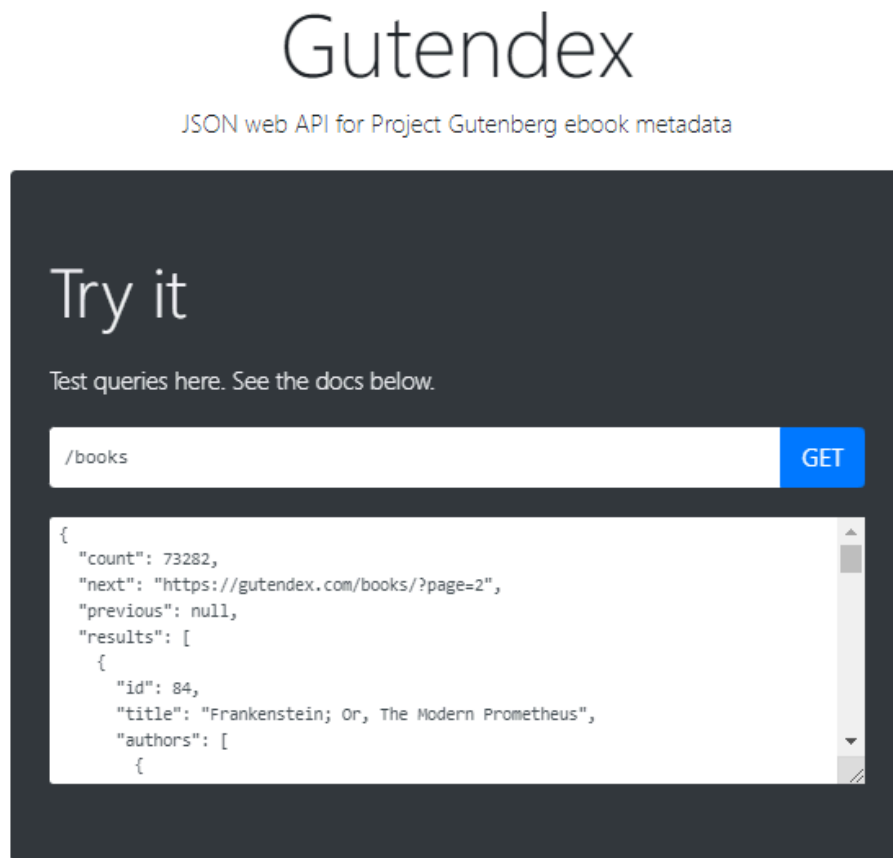 Gutendex
JSON web API for Project Gutenberg ebook metadata
Try it
Test queries here. See the docs below.
/books
GET
{
  "count": 73282,
  "next": "https://gutendex.com/books/?page=2",
  "previous": null,
  "results": [
    {
      "id": 84,
      "title": "Frankenstein; Or, The Modern Prometheus",
      "authors": [
        {